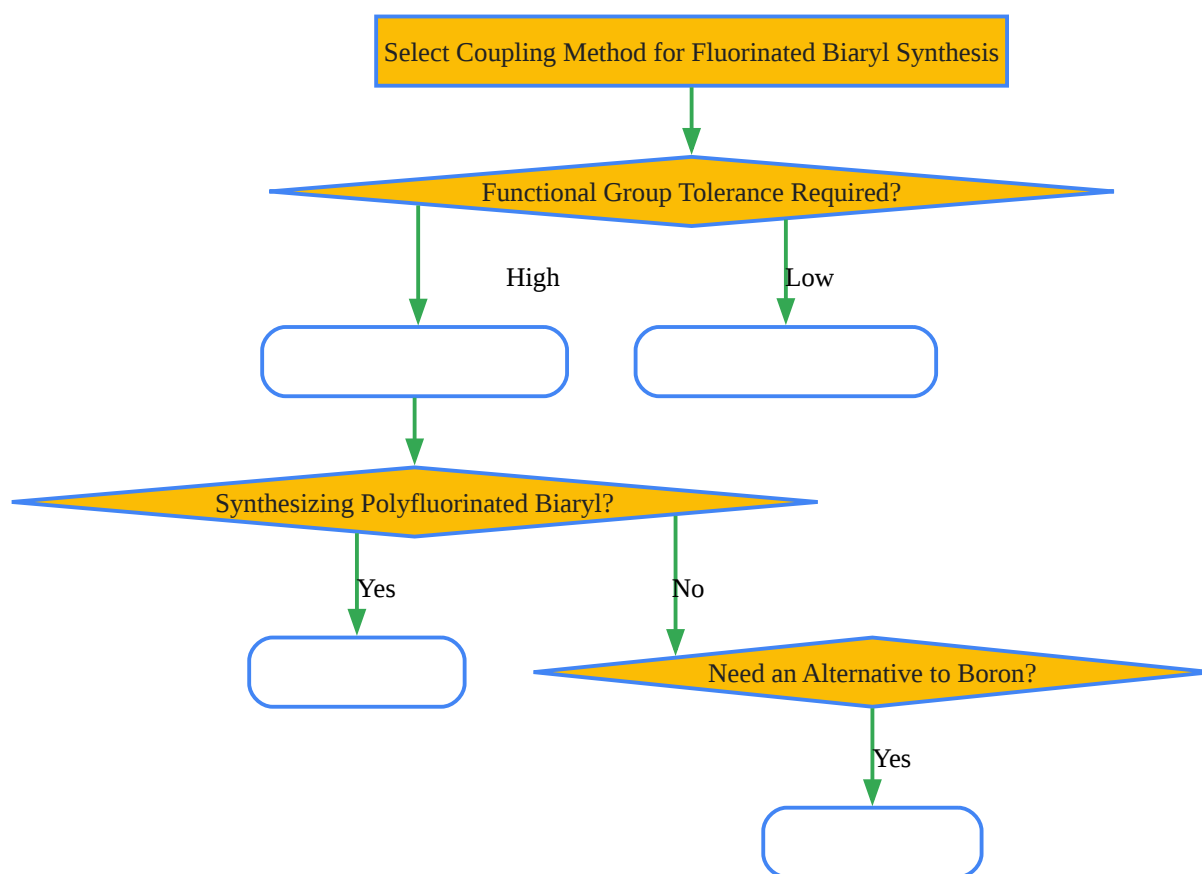 Select Coupling Method for Fluorinated Biaryl Synthesis
Functional Group Tolerance Required?
High
Low
Synthesizing Polyfluorinated Biaryl?
Yes
No
Need an Alternative to Boron?
Yes